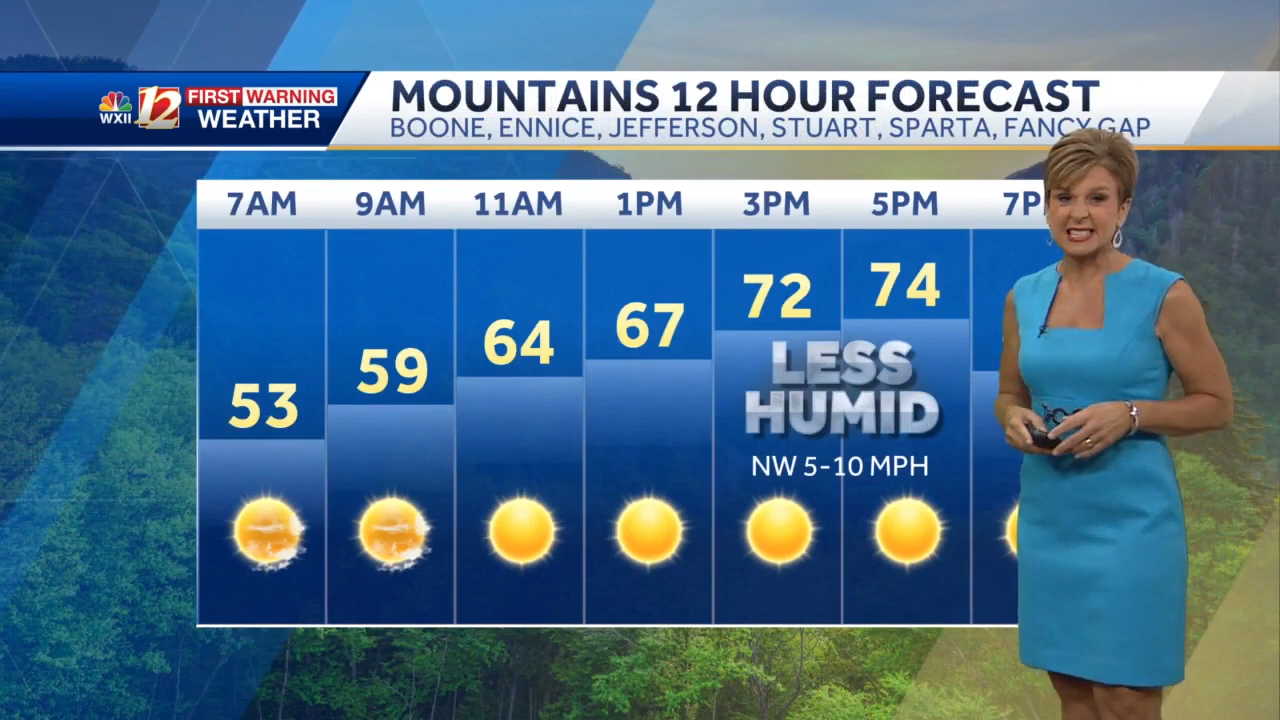 WXII 12 FIRST WARNING
WEATHER
MOUNTAINS 12 HOUR FORECAST
BOONE, ENNICE, JEFFERSON, STUART, SPARTA, FANCY GAP
7AM 9AM 11AM 1PM 3PM 5PM
53 59 64 67 72 74
LESS
HUMID
NW 5-10 MPH